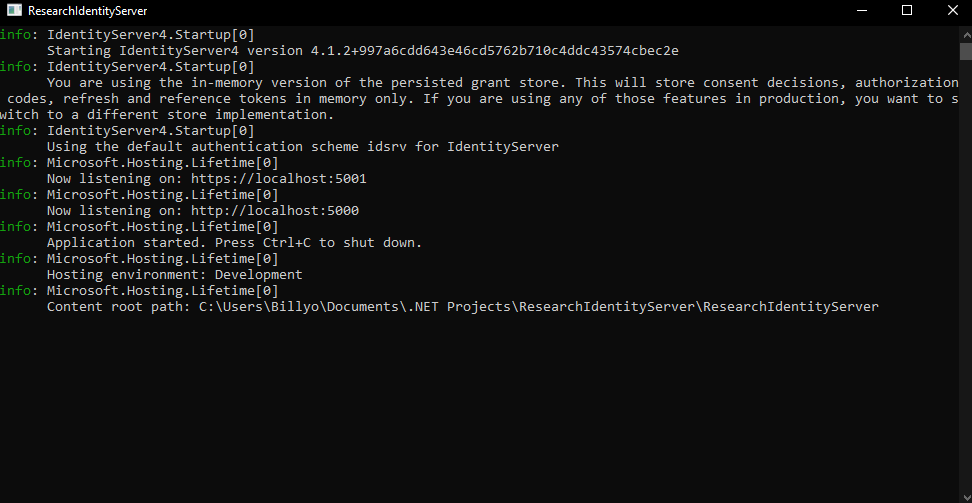 ResearchIdentityServer
info: IdentityServer4.Startup[0]
Starting IdentityServer4 version 4.1.2+997a6cdd643e46cd5762b710c4ddc43574cbec2e
info: IdentityServer4.Startup[0]
You are using the in-memory version of the persisted grant store. This will store consent decisions, authorization
codes, refresh and reference tokens in memory only. If you are using any of those features in production, you want to s
witch to a different store implementation.
info: IdentityServer4.Startup[0]
Using the default authentication scheme idsrv for IdentityServer
info: Microsoft.Hosting.Lifetime[0]
Now listening on: https://localhost:5001
info: Microsoft.Hosting.Lifetime[0]
Now listening on: http://localhost:5000
info: Microsoft.Hosting.Lifetime[0]
Application started. Press Ctrl+C to shut down.
info: Microsoft.Hosting.Lifetime[0]
Hosting environment: Development
info: Microsoft.Hosting.Lifetime[0]
Content root path: C:\Users\Billyo\Documents\.NET Projects\ResearchIdentityServer\ResearchIdentityServer